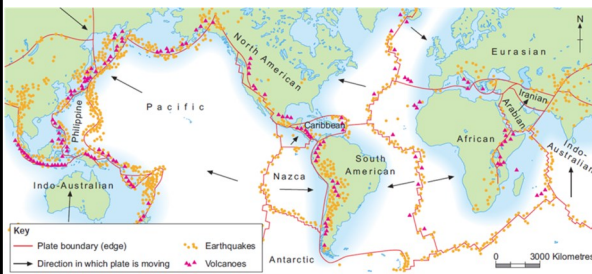 N
North American
Eurasian
Iranian
Arabian
Pacific
Philippine
Caribbean
African
Indo-
Australian
South
American
Nazca
Indo-Australian
Antarctic
Key
Plate boundary (edge)
Earthquakes
Direction in which plate is moving
Volcanoes
0 3000 Kilometres